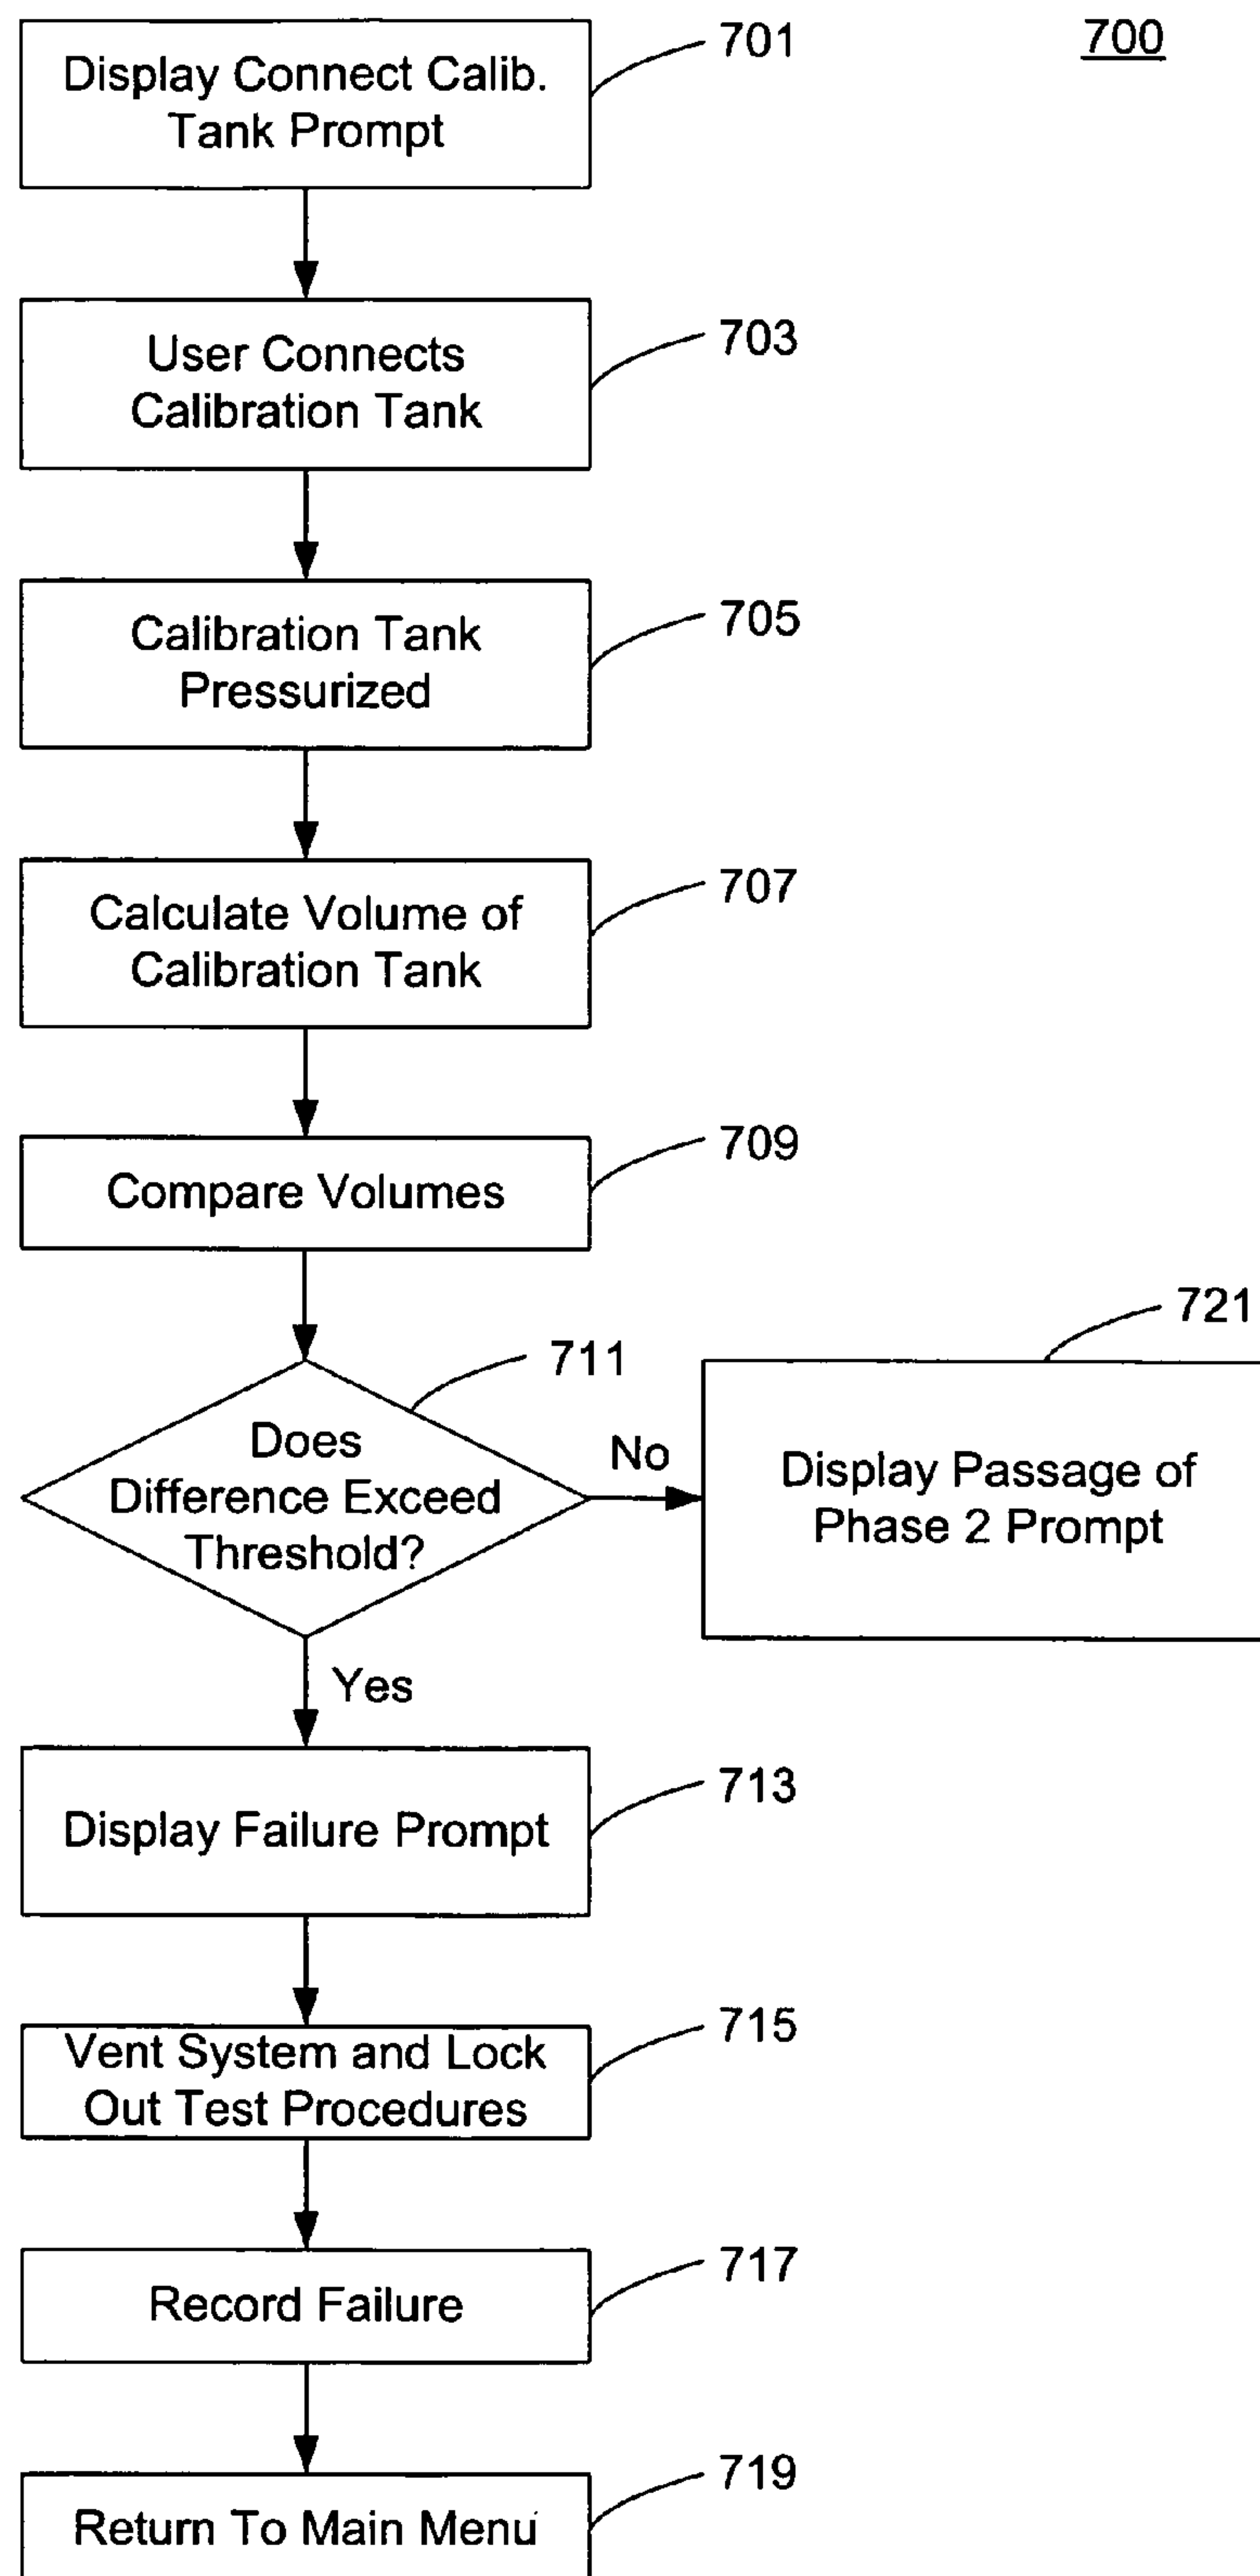 701
700
Display Connect Calib.
Tank Prompt
703
User Connects
Calibration Tank
705
Calibration Tank
Pressurized
707
Calculate Volume of
Calibration Tank
709
Compare Volumes
721
711
Does
Difference Exceed
Threshold?
No
Display Passage of
Phase 2 Prompt
Yes
713
Display Failure Prompt
715
Vent System and Lock
Out Test Procedures
717
Record Failure
719
Return To Main Menu